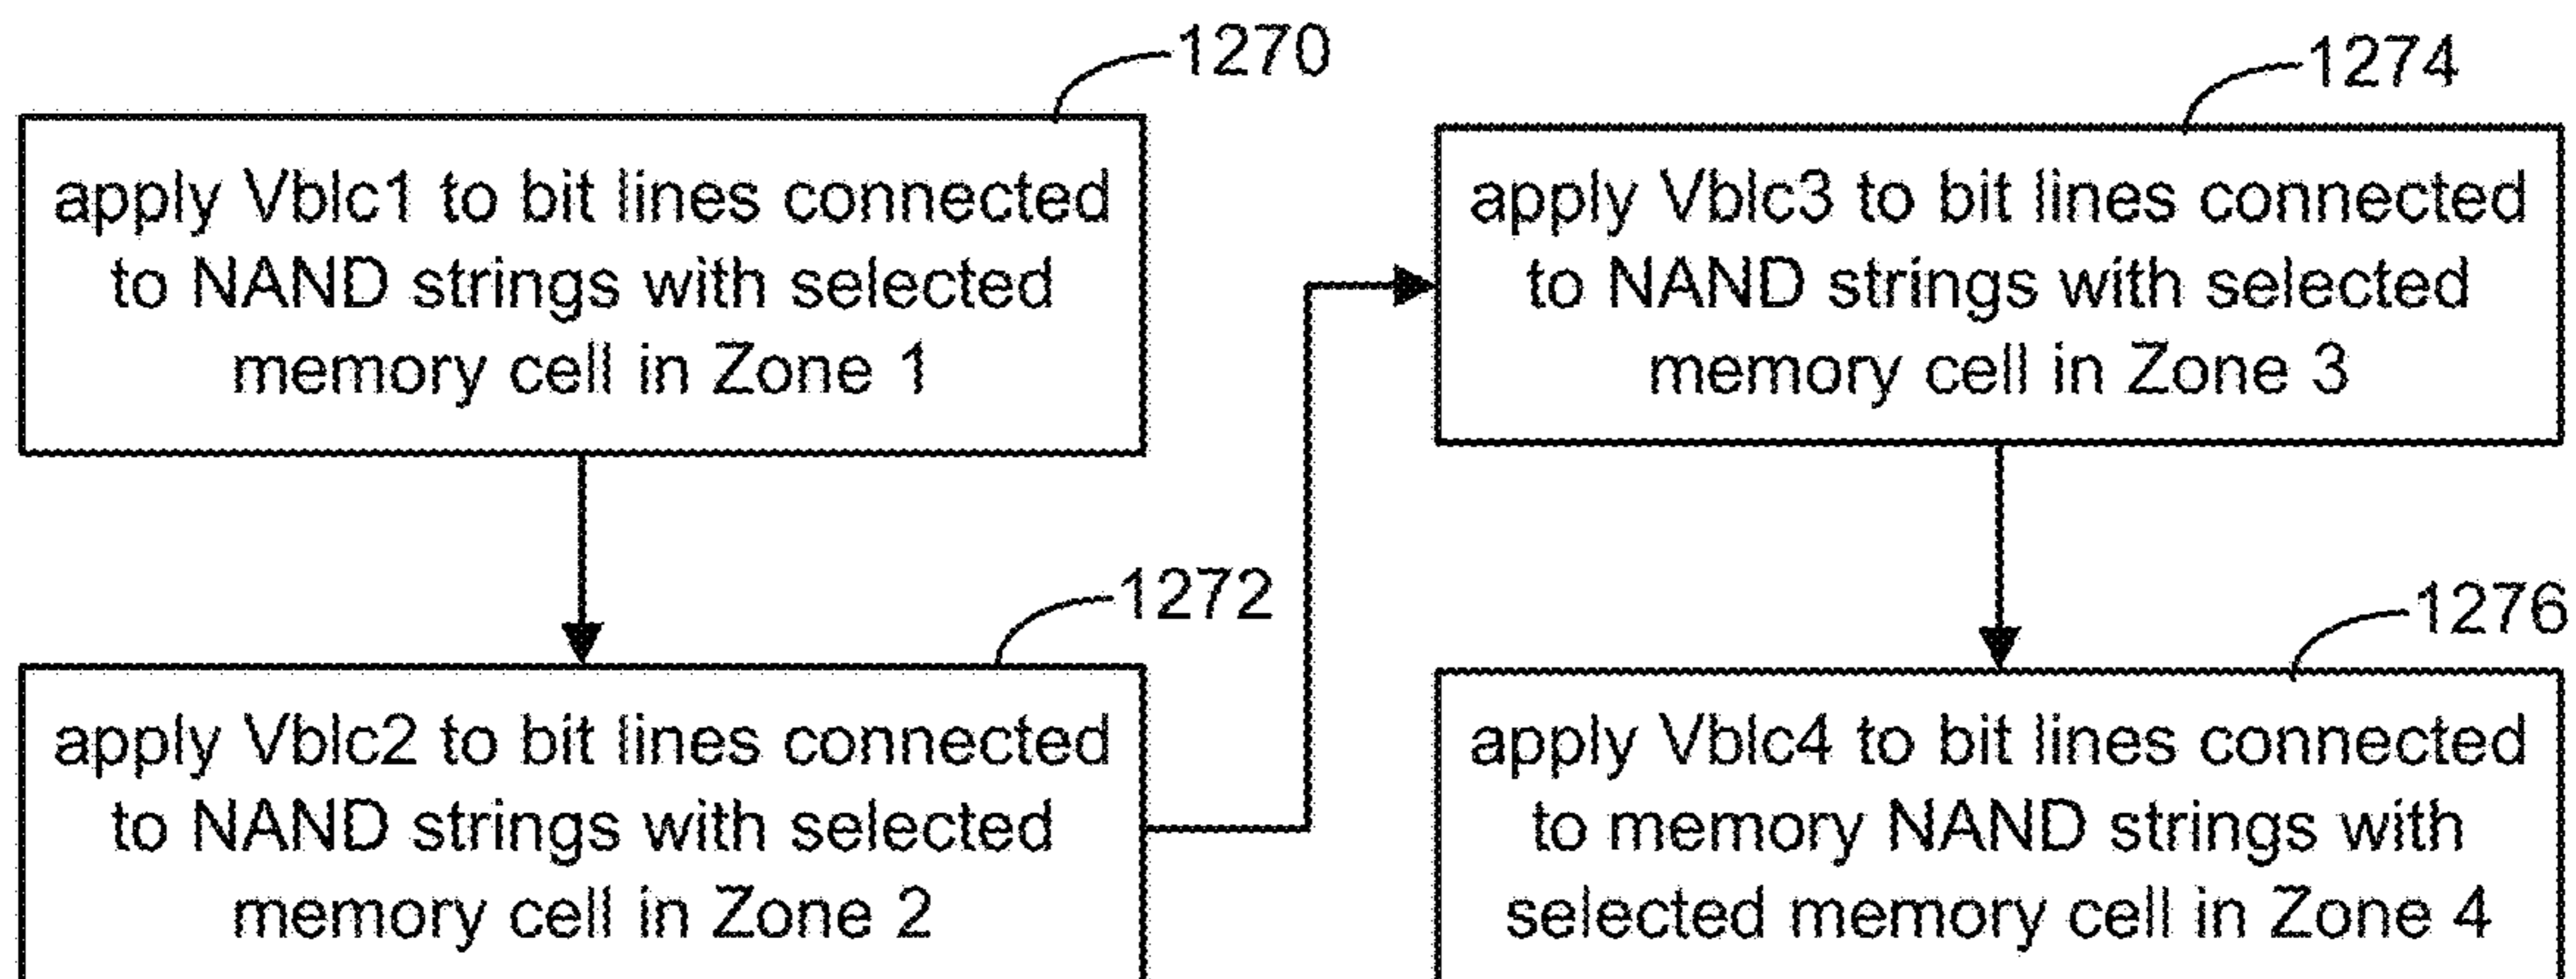 1270
apply Vblc1 to bit lines connected
to NAND strings with selected
memory cell in Zone 1
1272
apply Vblc2 to bit lines connected
to NAND strings with selected
memory cell in Zone 2
1274
apply Vblc3 to bit lines connected
to NAND strings with selected
memory cell in Zone 3
1276
apply Vblc4 to bit lines connected
to memory NAND strings with
selected memory cell in Zone 4